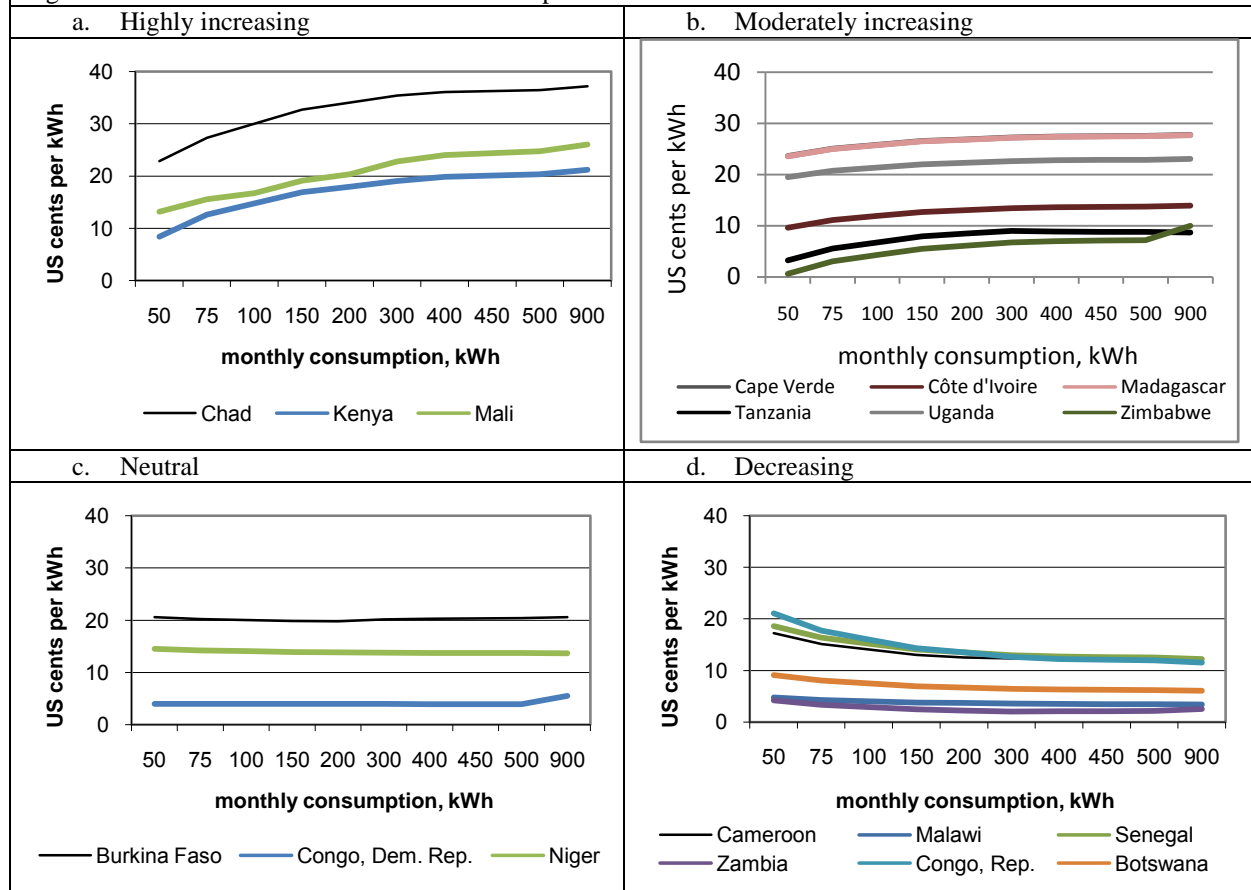 a. Highly increasing
40
30
20
10
0
US cents per kWh
50 75 100 150 200 300 400 450 500 900
monthly consumption, kWh
Chad Kenya Mali
b. Moderately increasing
40
30
20
10
0
US cents per kWh
50 75 100 150 200 300 400 450 500 900
monthly consumption, kWh
Cape Verde Côte d'Ivoire Madagascar
Tanzania Uganda Zimbabwe
c. Neutral
40
30
20
10
0
US cents per kWh
50 75 100 150 200 300 400 450 500 900
monthly consumption, kWh
Burkina Faso Congo, Dem. Rep. Niger
d. Decreasing
40
30
20
10
0
US cents per kWh
50 75 100 150 200 300 400 450 500 900
monthly consumption, kWh
Cameroon Malawi Senegal
Zambia Congo, Rep. Botswana